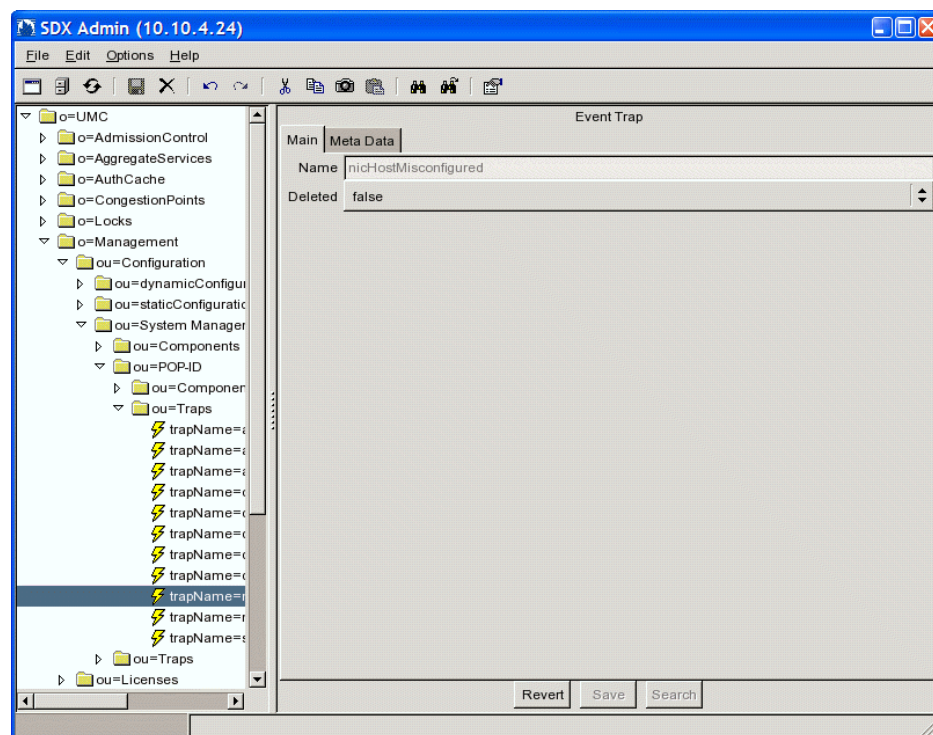 SDX Admin (10.10.4.24)
File Edit Options Help
o=UMC
o=AdmissionControl
o=AggregateServices
o=AuthCache
o=CongestionPoints
o=Locks
o=Management
ou=Configuration
ou=dynamicConfigur
ou=staticConfiguratic
ou=System Manager
ou=Components
ou=POP-ID
ou=Componen
ou=Traps
trapName=a
trapName=a
trapName=a
trapName=c
trapName=c
trapName=c
trapName=c
trapName=c
trapName=r
trapName=r
trapName=s
ou=Traps
ou=Licenses
Event Trap
Main Meta Data
Name nicHostMisconfigured
Deleted false
Revert Save Search